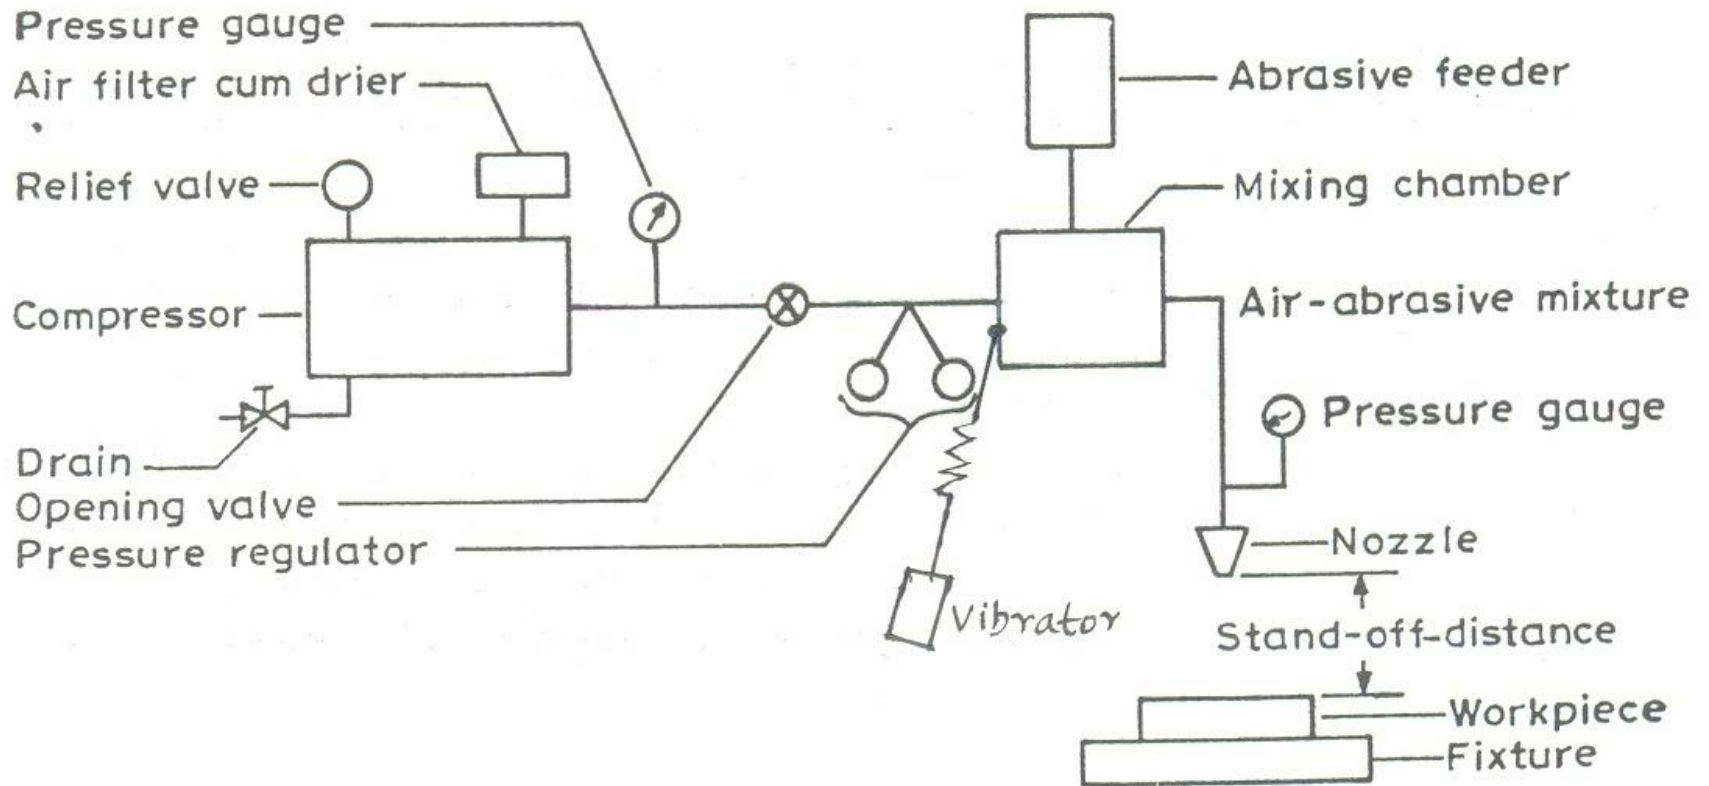 Pressure gauge
Air filter cum drier
Relief valve
Compressor
Drain
Opening valve
Pressure regulator
Vibrator
Abrasive feeder
Mixing chamber
Air-abrasive mixture
Pressure gauge
Nozzle
Stand-off-distance
Workpiece
Fixture